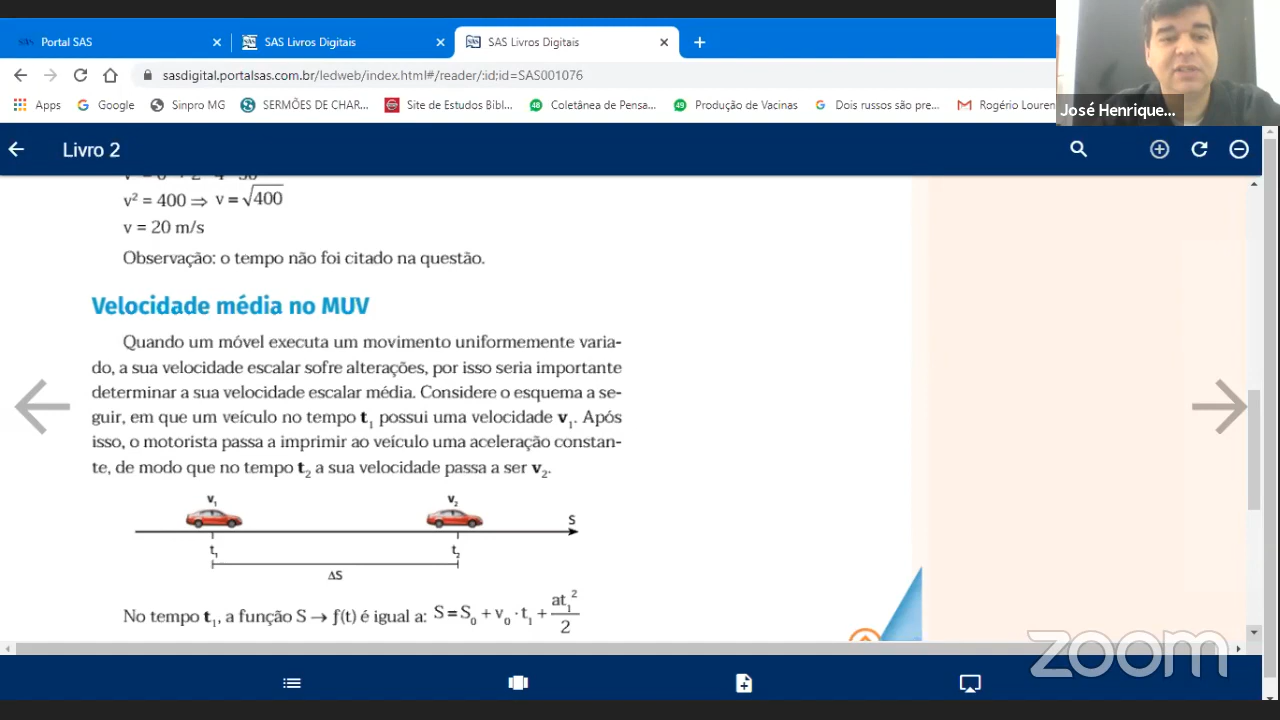 Portal SAS
SAS Livros Digitais
SAS Livros Digitais
sasdigital.portalsas.com.br/ledweb/index.html#/reader/:id:id=SAS001076
Apps
Google
Sinpro MG
SERMÕES DE CHAR...
Site de Estudos Bíbl...
48
Coletânea de Pensa...
49
Produção de Vacinas
Dois russos são pre...
Rogério Louren
José Henrique...
Livro 2
v² = 400 ⇒ v = √400
v = 20 m/s
Observação: o tempo não foi citado na questão.
Velocidade média no MUV
Quando um móvel executa um movimento uniformemente varia-
do, a sua velocidade escalar sofre alterações, por isso seria importante
determinar a sua velocidade escalar média. Considere o esquema a se-
guir, em que um veículo no tempo t₁ possui uma velocidade v₁. Após
isso, o motorista passa a imprimir ao veículo uma aceleração constan-
te, de modo que no tempo t₂ a sua velocidade passa a ser v₂.
v₁ v₂
S
t₁ t₂
ΔS
No tempo t₁, a função S → f(t) é igual a: S = S₀ + v₀ · t₁ + at₁²/2
zoom